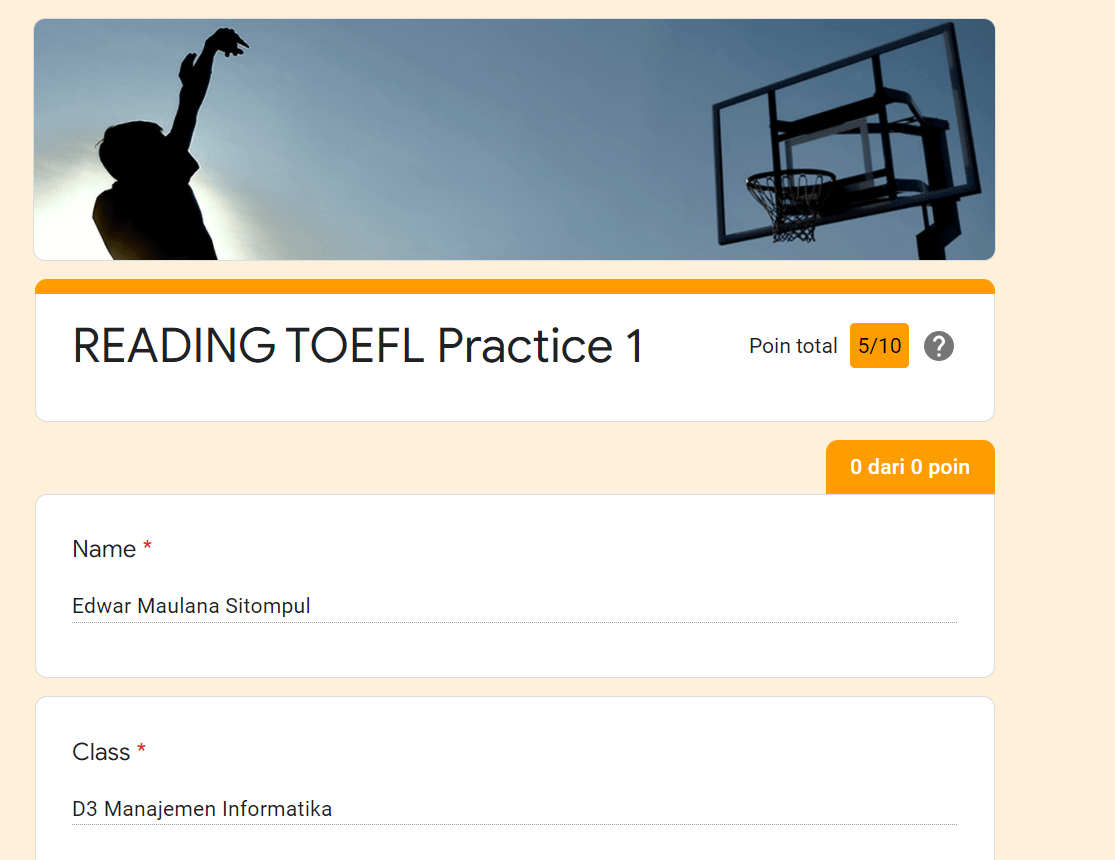 READING TOEFL Practice 1
Poin total 5/10 ?
0 dari 0 poin
Name *
Edwar Maulana Sitompul
Class *
D3 Manajemen Informatika